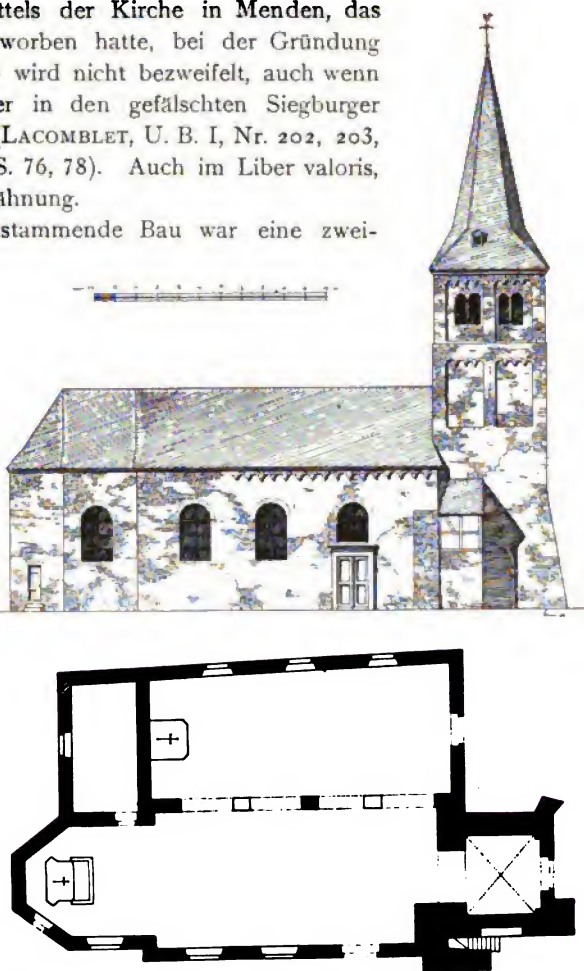 ttels der Kirche in Menden, das
worben hatte, bei der Gründung
wird nicht bezweifelt, auch wenn
er in den gefälschten Siegburger
LACOMBLET, U. B. I, Nr. 202, 203,
S. 76, 78). Auch im Liber valoris,
ähnung.
stammende Bau war eine zwei-